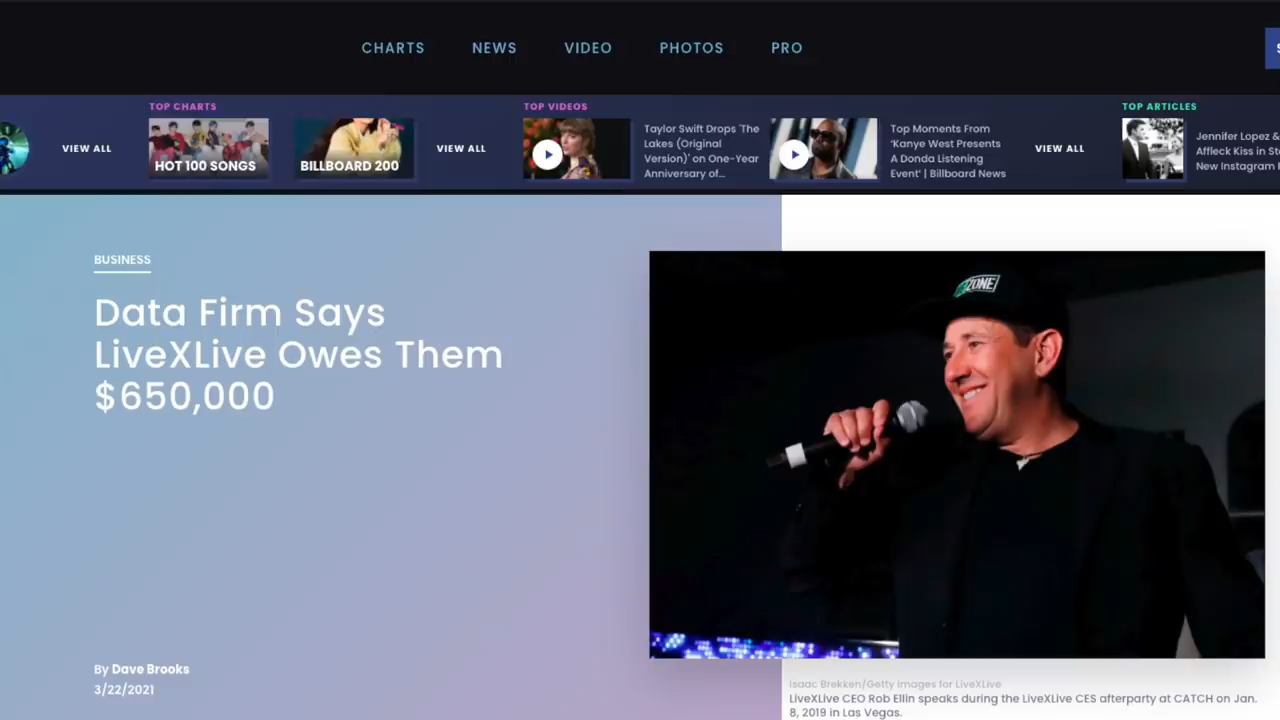 CHARTS NEWS VIDEO PHOTOS PRO
TOP CHARTS
VIEW ALL
HOT 100 SONGS
BILLBOARD 200
VIEW ALL
TOP VIDEOS
Taylor Swift Drops 'The
Lakes (Original
Version)' on One-Year
Anniversary of...
Top Moments From
'Kanye West Presents
A Donda Listening
Event' | Billboard News
VIEW ALL
TOP ARTICLES
Jennifer Lopez &
Affleck Kiss in
New Instagram
BUSINESS
Data Firm Says
LiveXLive Owes Them
$650,000
ZONE
By Dave Brooks
3/22/2021
Isaac Brekken/Getty Images for LiveXLive
LiveXLive CEO Rob Ellin speaks during the LiveXLive CES afterparty at CATCH on Jan.
8, 2019 in Las Vegas.